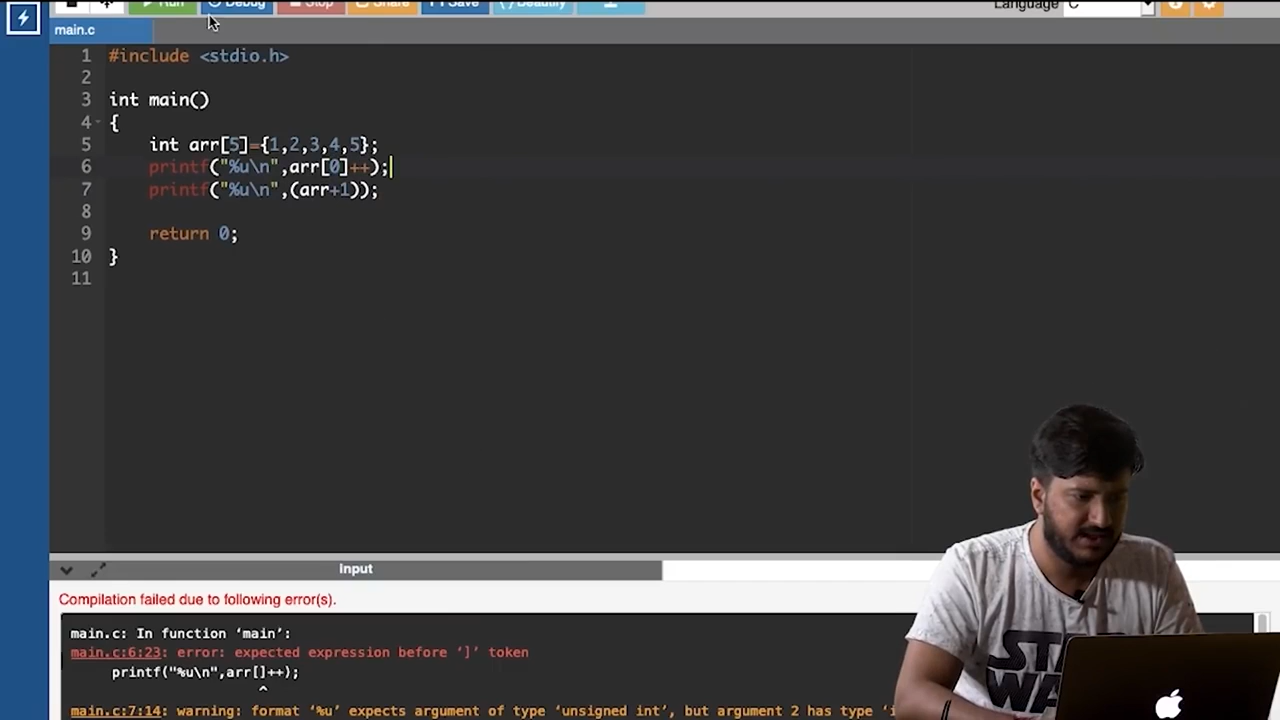 Run Debug Stop Share Save { } Beautify
Language C
main.c
1 #include <stdio.h>
2
3 int main()
4 {
5 int arr[5]={1,2,3,4,5};
6 printf("%u\n",arr[0]++);
7 printf("%u\n",(arr+1));
8
9 return 0;
10 }
11
Input
Compilation failed due to following error(s).
main.c: In function ‘main’:
main.c:6:23: error: expected expression before ‘]’ token
printf("%u\n",arr[]++);
^
main.c:7:14: warning: format ‘%u’ expects argument of type ‘unsigned int’, but argument 2 has type ‘i
STAR
WA